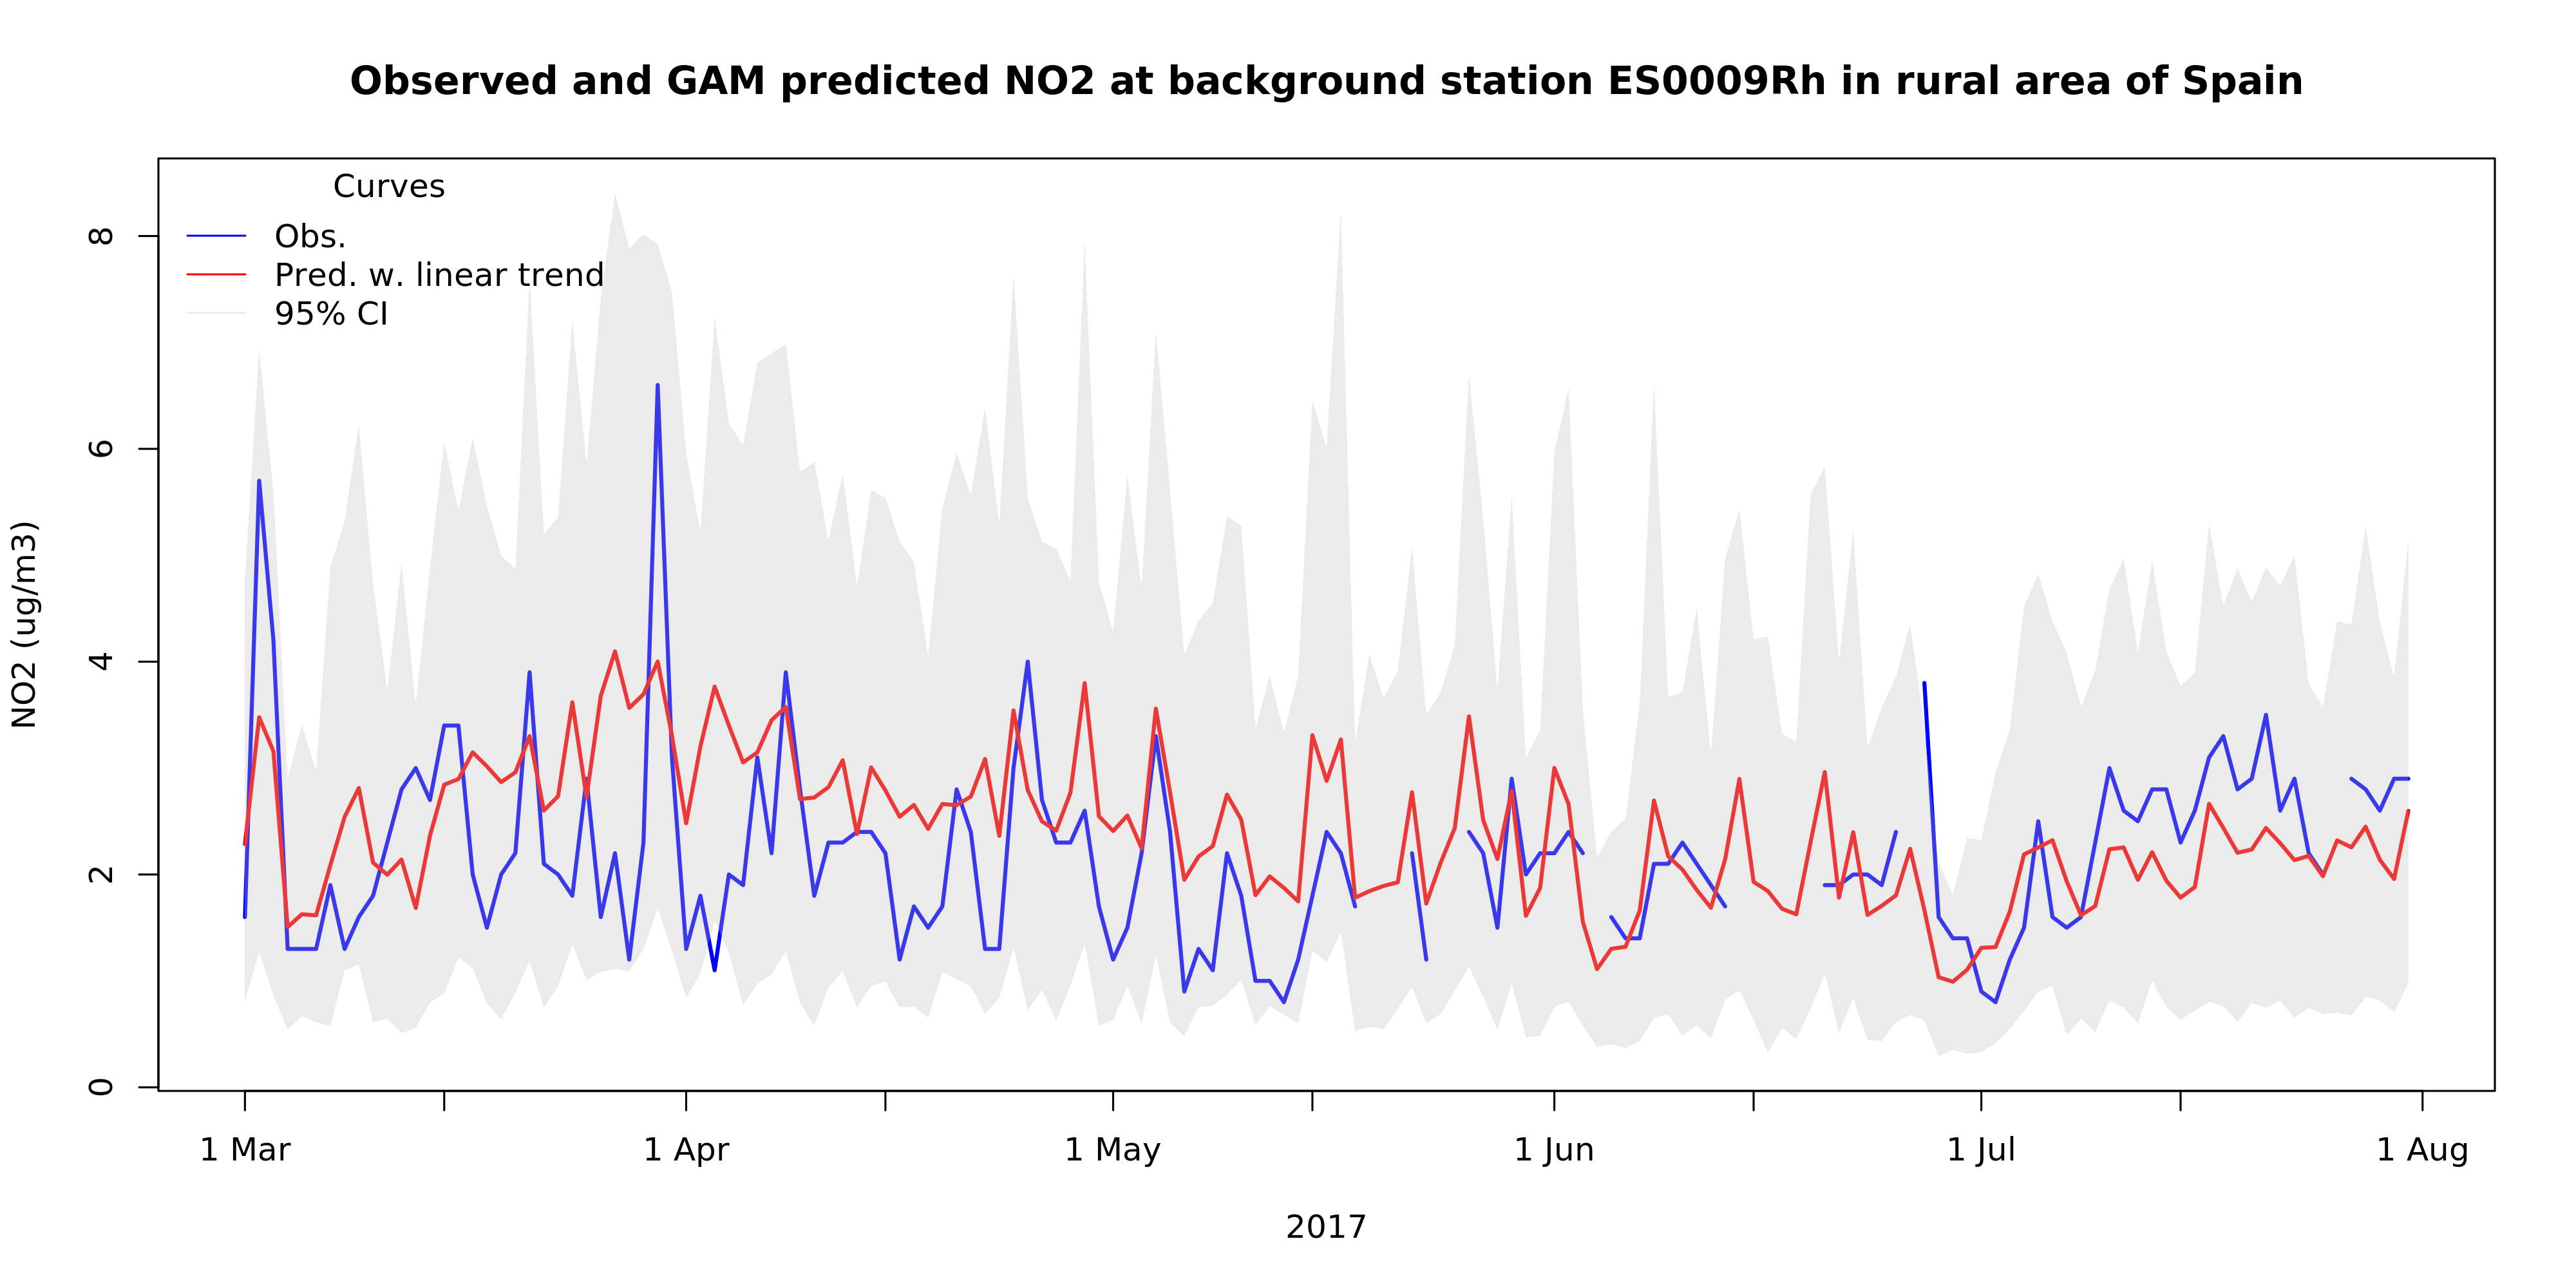 Observed and GAM predicted NO2 at background station ES0009Rh in rural area of Spain
Curves
Obs.
Pred. w. linear trend
95% CI
NO2 (ug/m3)
8
6
4
2
0
1 Mar 1 Apr 1 May 1 Jun 1 Jul 1 Aug
2017